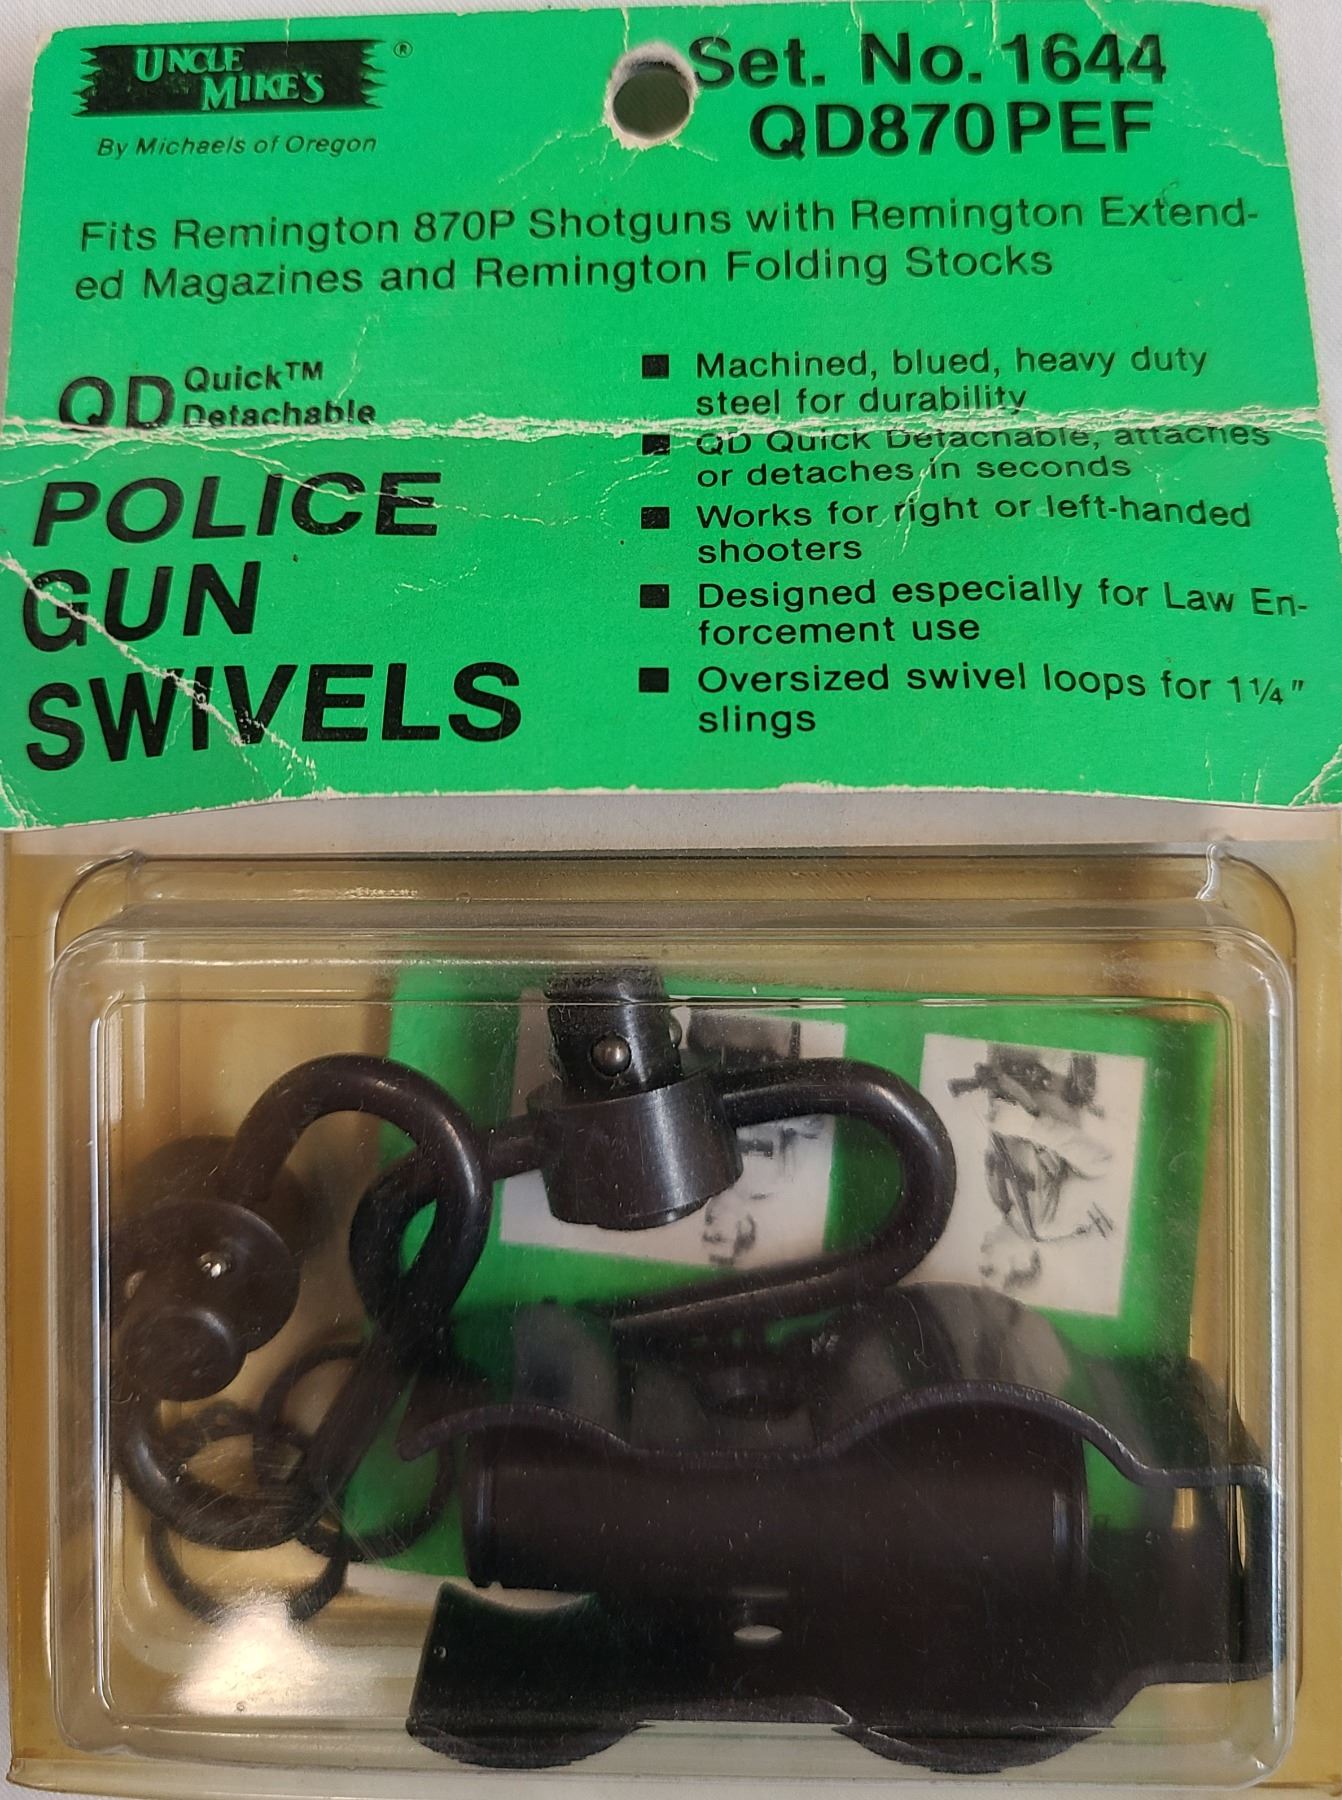 UNCLE
MIKE'S ®
By Michaels of Oregon
Set. No. 1644
QD870PEF
Fits Remington 870P Shotguns with Remington Extend-
ed Magazines and Remington Folding Stocks
QD Quick™
Detachable
POLICE
GUN
SWIVELS
■ Machined, blued, heavy duty
steel for durability
■ QD Quick Detachable, attaches
or detaches in seconds
■ Works for right or left-handed
shooters
■ Designed especially for Law En-
forcement use
■ Oversized swivel loops for 1¼"
slings